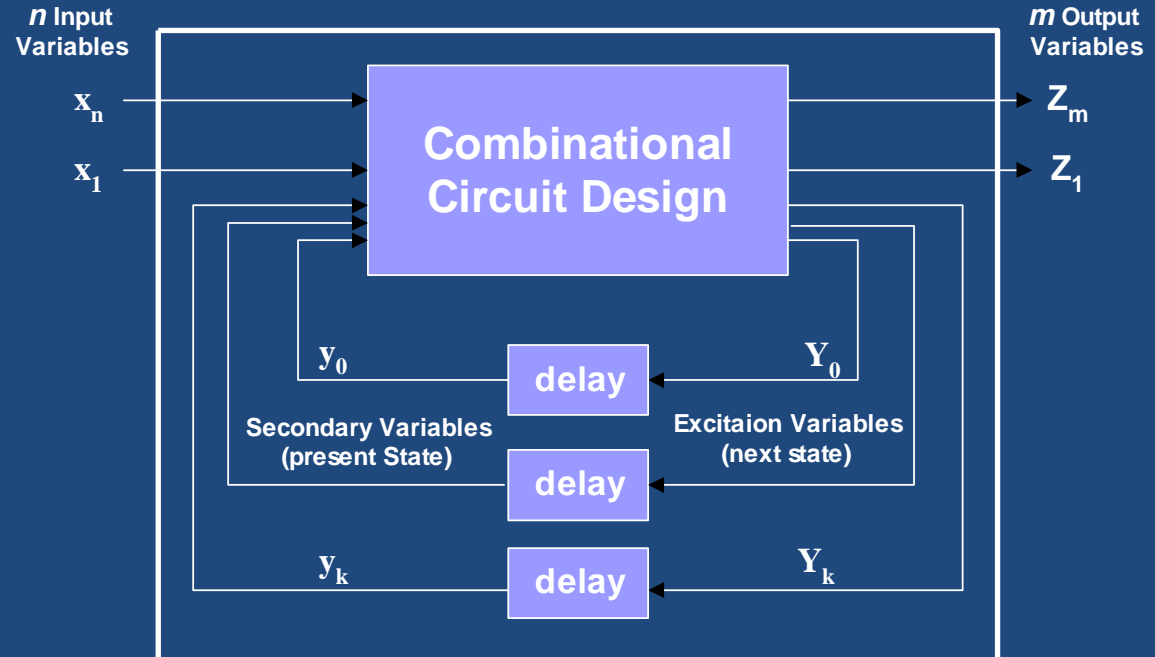 n Input
Variables
m Output
Variables
xn
Zm
Combinational
Circuit Design
x1
Z1
y0
delay
Y0
Secondary Variables
(present State)
Excitaion Variables
(next state)
delay
yk
delay
Yk